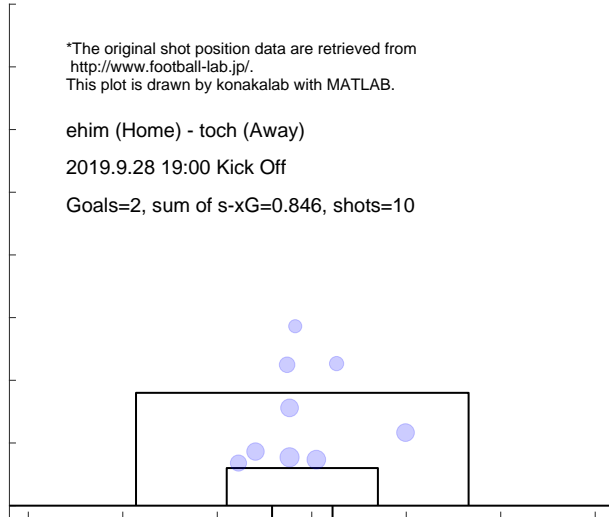 *The original shot position data are retrieved from
http://www.football-lab.jp/.
This plot is drawn by konakalab with MATLAB.
ehim (Home) - toch (Away)
2019.9.28 19:00 Kick Off
Goals=2, sum of s-xG=0.846, shots=10